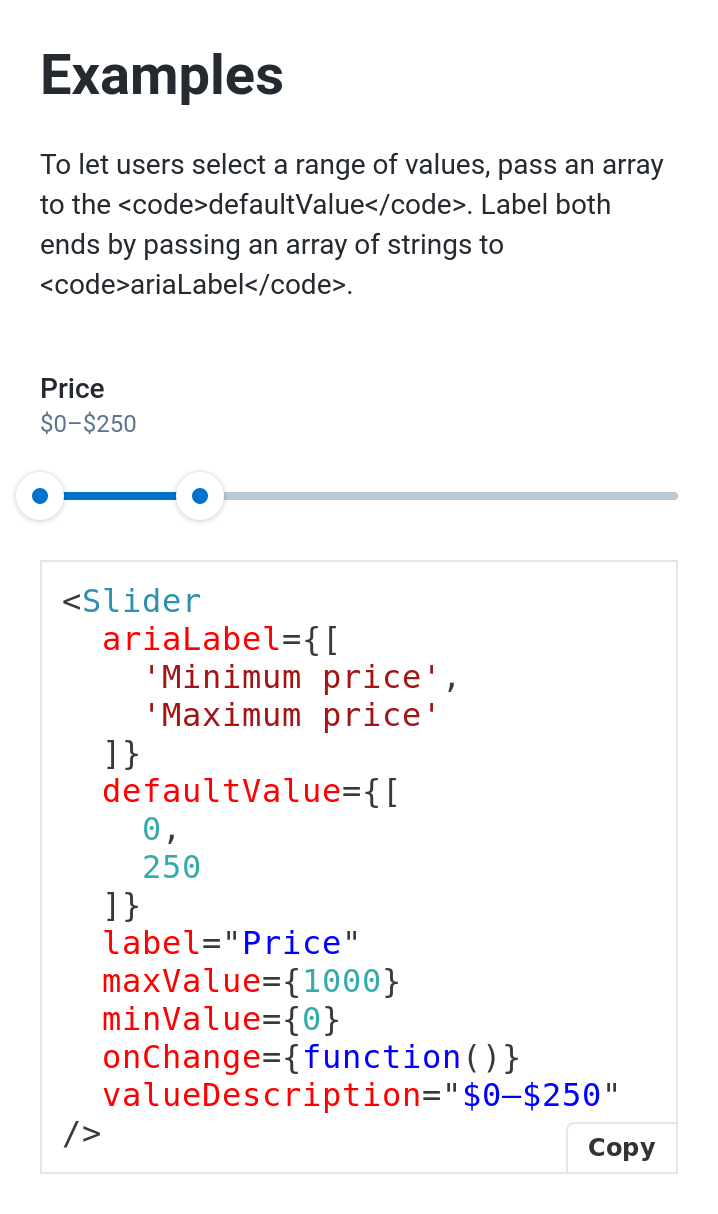 Examples
To let users select a range of values, pass an array
to the <code>defaultValue</code>. Label both
ends by passing an array of strings to
<code>ariaLabel</code>.
Price
$0–$250
<Slider
  ariaLabel={[
    'Minimum price',
    'Maximum price'
  ]}
  defaultValue={[
    0,
    250
  ]}
  label="Price"
  maxValue={1000}
  minValue={0}
  onChange={function()}
  valueDescription="$0–$250"
/>
Copy